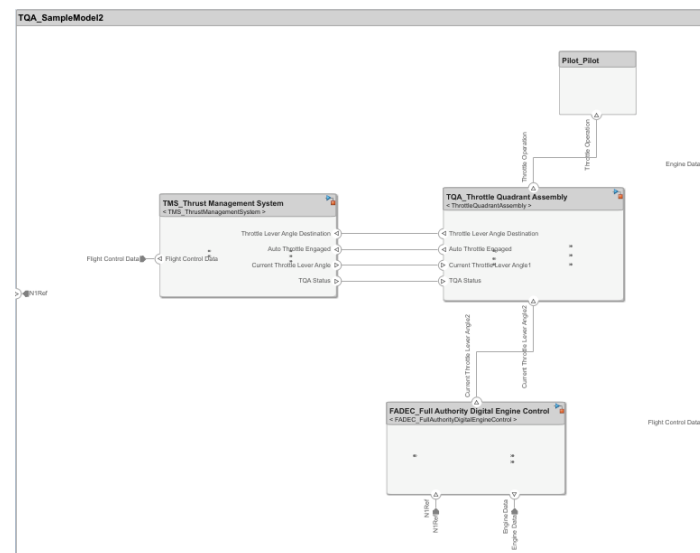 TQA_SampleModel2
Pilot_Pilot
Throttle Operation
Throttle Operation
Engine Data
TMS_Thrust Management System
< TMS_ThrustManagementSystem >
TQA_Throttle Quadrant Assembly
< ThrottleQuadrantAssembly >
Throttle Lever Angle Destination
Throttle Lever Angle Destination
Auto Throttle Engaged
Auto Throttle Engaged
Flight Control Data
Flight Control Data
Current Throttle Lever Angle
Current Throttle Lever Angle1
TQA Status
TQA Status
N1Ref
Current Throttle Lever Angle2
Current Throttle Lever Angle2
FADEC_Full Authority Digital Engine Control
< FADEC_FullAuthorityDigitalEngineControl >
Flight Control Data
N1Ref
N1Ref
Engine Data
Engine Data